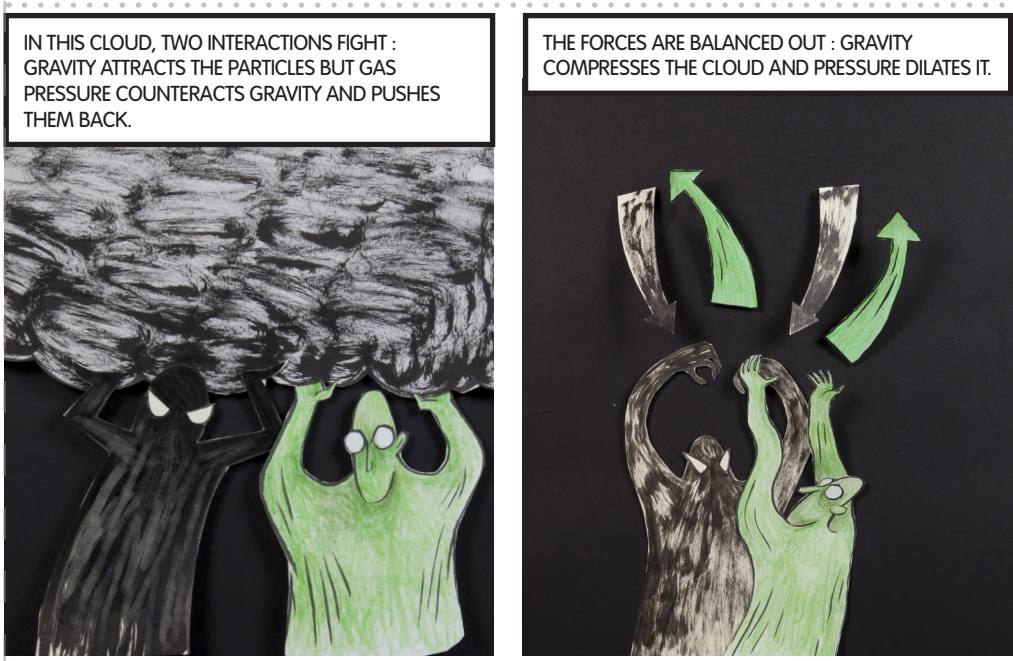 IN THIS CLOUD, TWO INTERACTIONS FIGHT :
GRAVITY ATTRACTS THE PARTICLES BUT GAS
PRESSURE COUNTERACTS GRAVITY AND PUSHES
THEM BACK.
THE FORCES ARE BALANCED OUT : GRAVITY
COMPRESSES THE CLOUD AND PRESSURE DILATES IT.